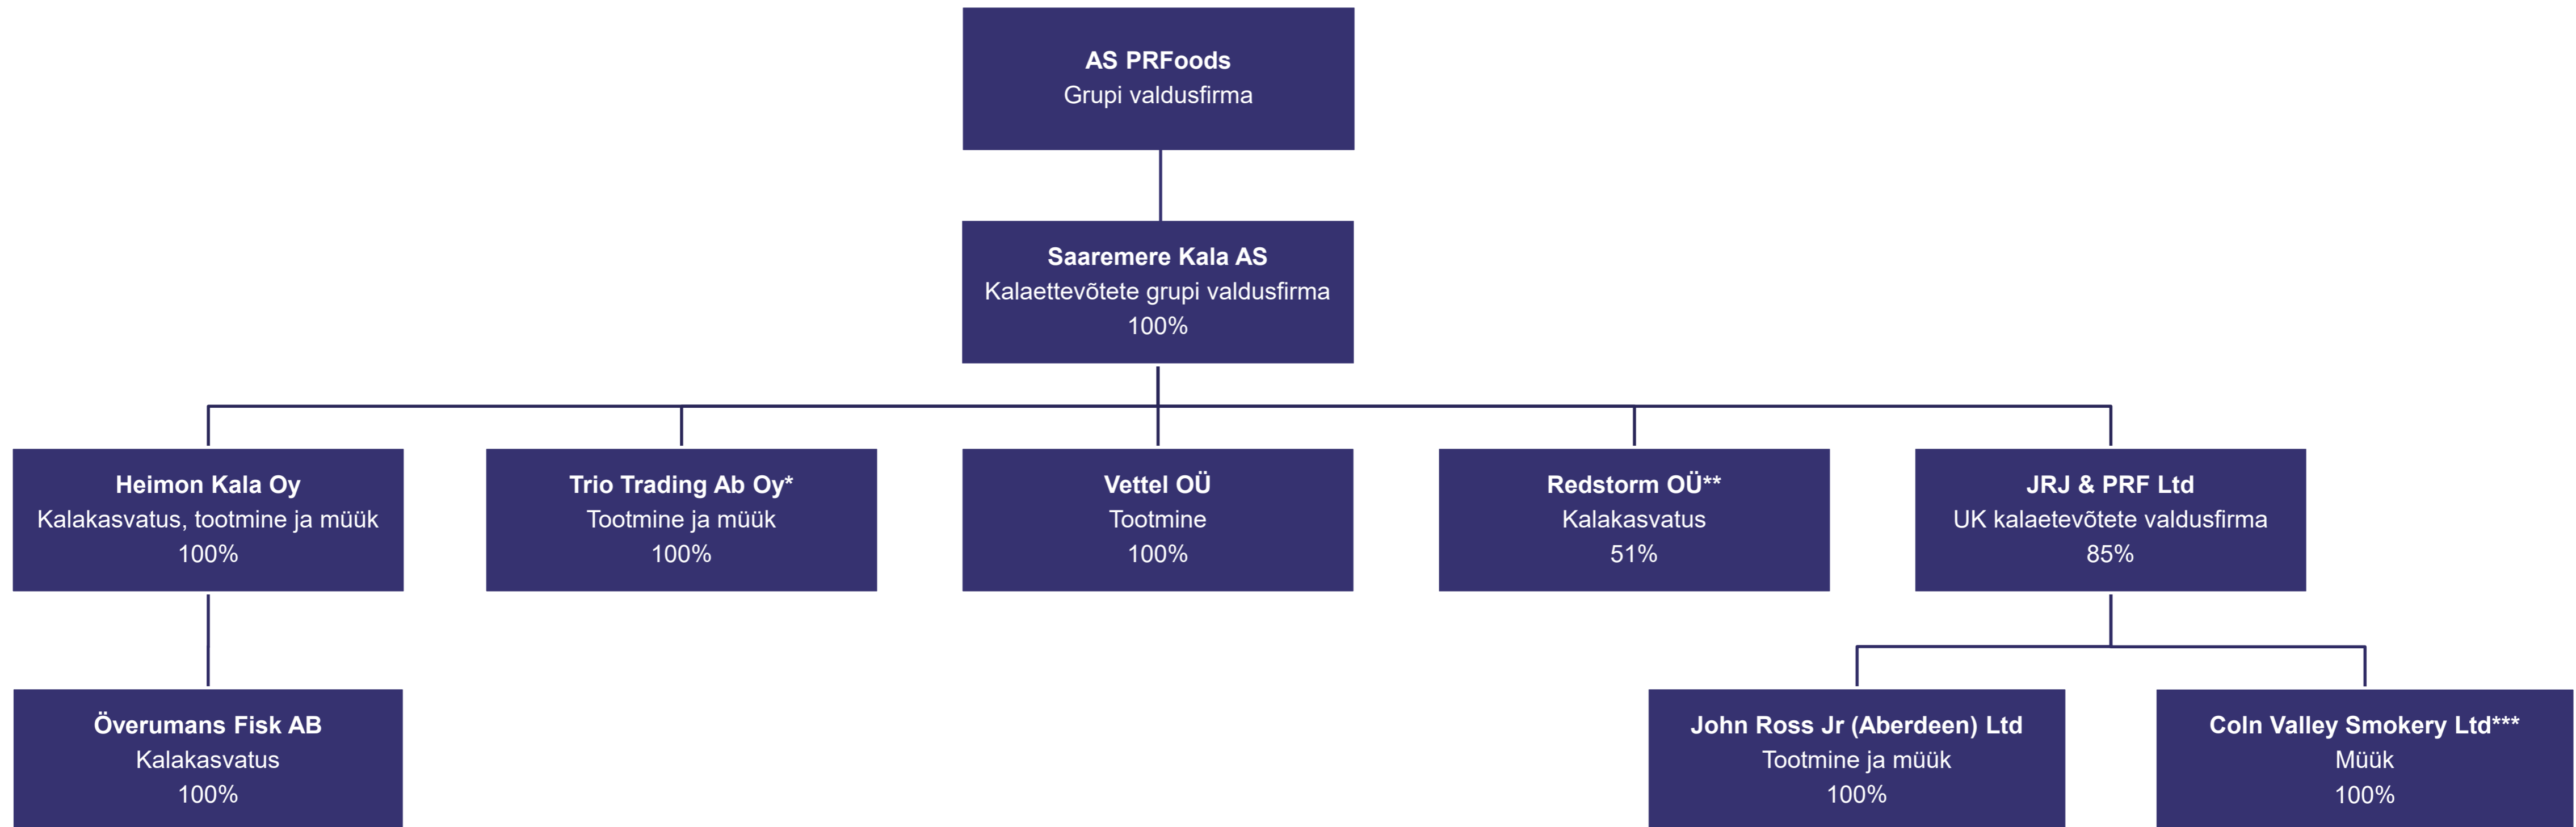 AS PRFoods
Grupi valdusfirma
Saaremere Kala AS
Kalaettevõtete grupi valdusfirma
100%
Heimon Kala Oy
Kalakasvatus, tootmine ja müük
100%
Trio Trading Ab Oy*
Tootmine ja müük
100%
Vettel OÜ
Tootmine
100%
Redstorm OÜ**
Kalakasvatus
51%
JRJ & PRF Ltd
UK kalaetevõtete valdusfirma
85%
Överumans Fisk AB
Kalakasvatus
100%
John Ross Jr (Aberdeen) Ltd
Tootmine ja müük
100%
Coln Valley Smokery Ltd***
Müük
100%